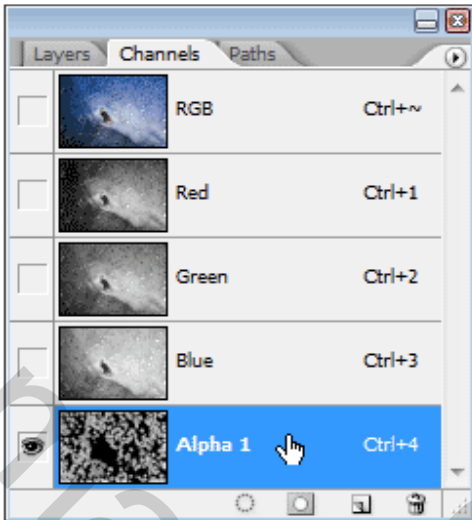 Layers Channels Paths
RGB Ctrl+~
Red Ctrl+1
Green Ctrl+2
Blue Ctrl+3
Alpha 1 Ctrl+4